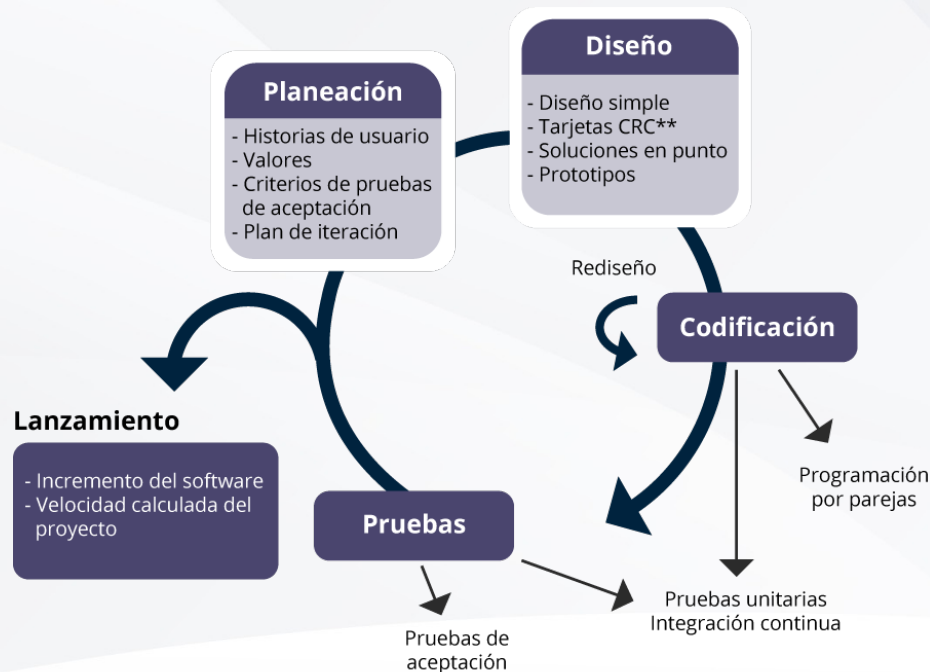 Planeación
- Historias de usuario
- Valores
- Criterios de pruebas
de aceptación
- Plan de iteración
Diseño
- Diseño simple
- Tarjetas CRC**
- Soluciones en punto
- Prototipos
Rediseño
Codificación
Programación
por parejas
Pruebas unitarias
Integración continua
Pruebas
Pruebas de
aceptación
Lanzamiento
- Incremento del software
- Velocidad calculada del
proyecto